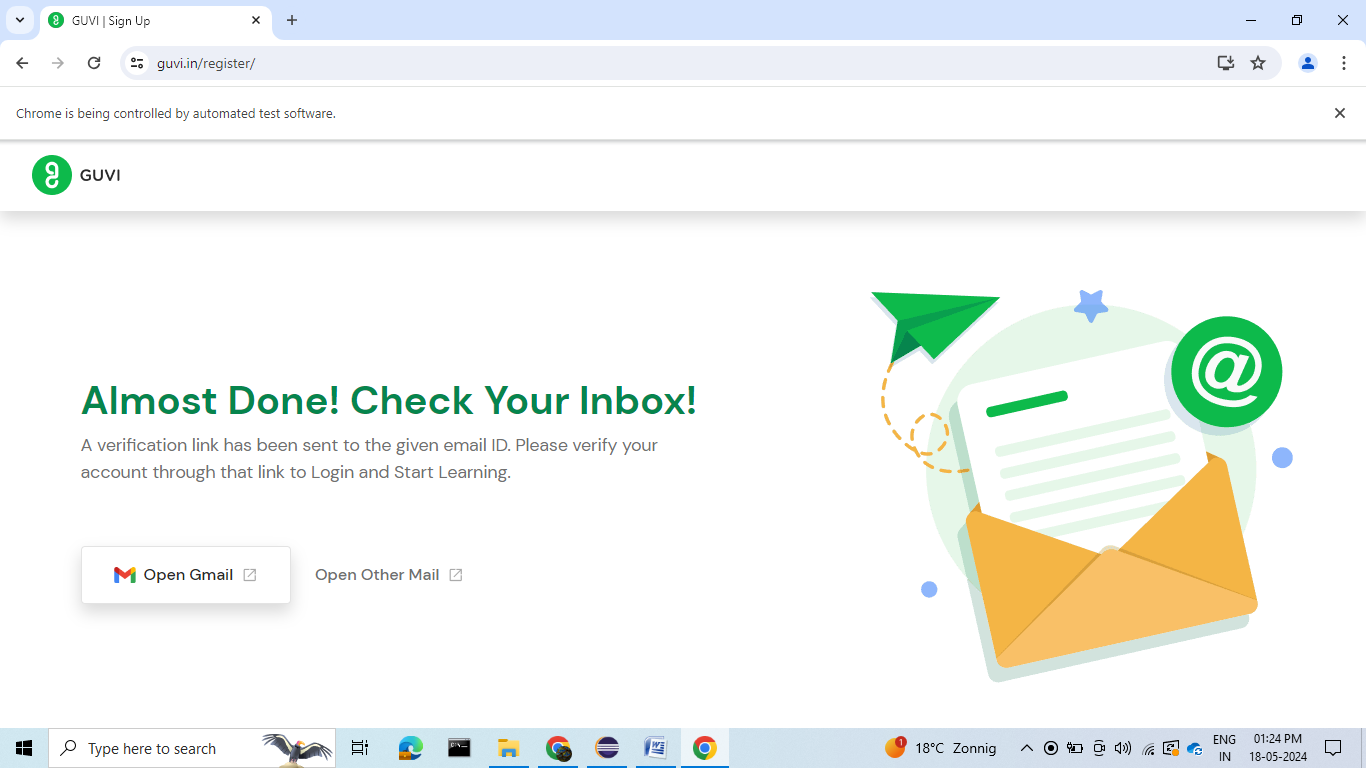 GUVI | Sign Up
guvi.in/register/
Chrome is being controlled by automated test software.
GUVI
@
Almost Done! Check Your Inbox!
A verification link has been sent to the given email ID. Please verify your
account through that link to Login and Start Learning.
Open Gmail
Open Other Mail
Type here to search
1
18°C Zonnig
ENG
IN
01:24 PM
18-05-2024